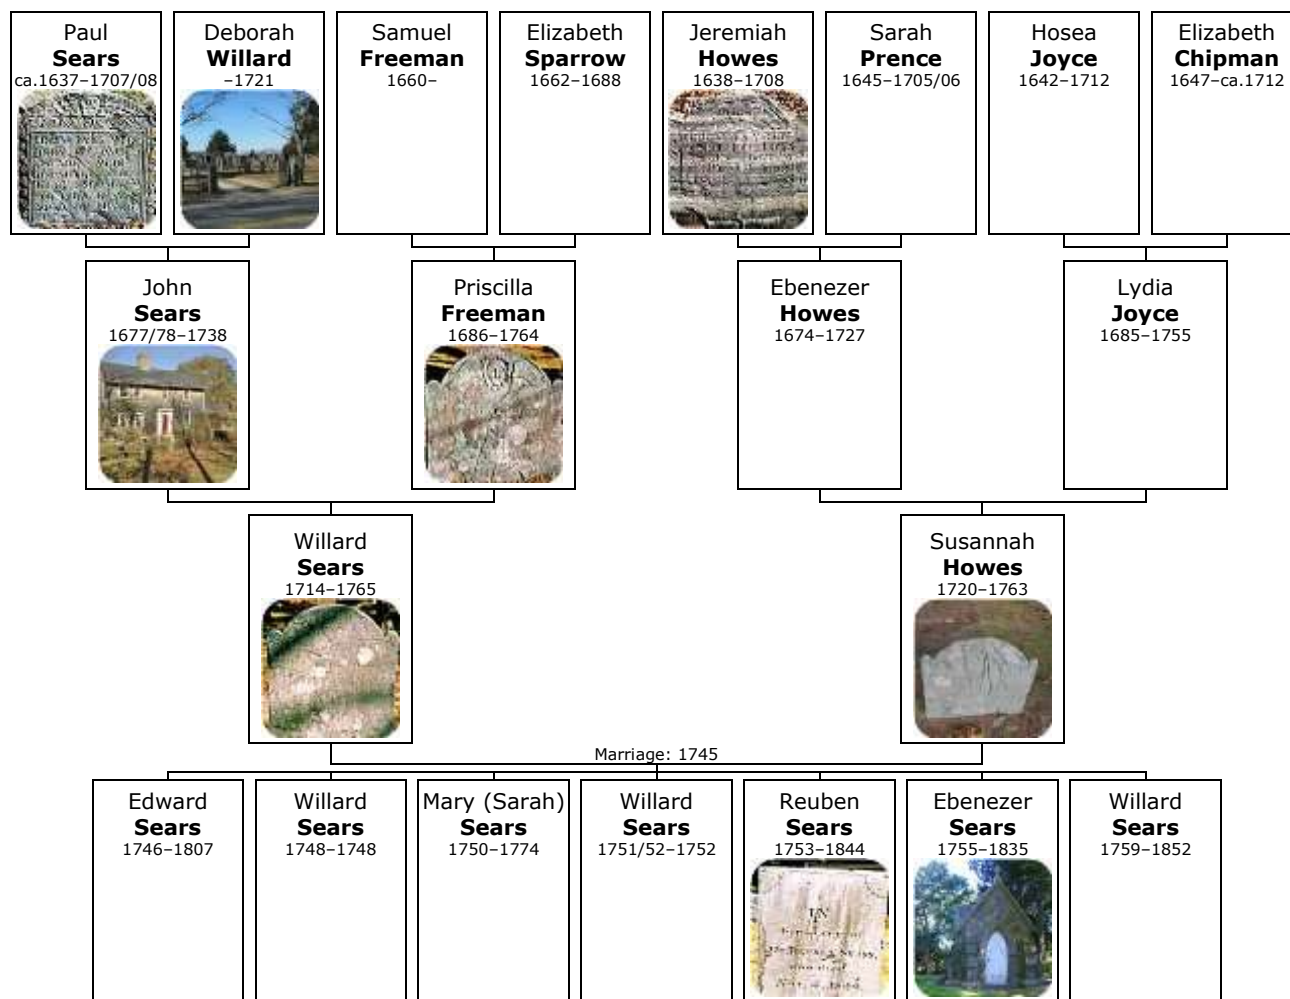 Paul
Sears
ca.1637–1707/08
Deborah
Willard
–1721
Samuel
Freeman
1660–
Elizabeth
Sparrow
1662–1688
Jeremiah
Howes
1638–1708
Sarah
Prence
1645–1705/06
Hosea
Joyce
1642–1712
Elizabeth
Chipman
1647–ca.1712
John
Sears
1677/78–1738
Priscilla
Freeman
1686–1764
Ebenezer
Howes
1674–1727
Lydia
Joyce
1685–1755
Willard
Sears
1714–1765
Susannah
Howes
1720–1763
Marriage: 1745
Edward
Sears
1746–1807
Willard
Sears
1748–1748
Mary (Sarah)
Sears
1750–1774
Willard
Sears
1751/52–1752
Reuben
Sears
1753–1844
IN
Ebenezer
Sears
1755–1835
Willard
Sears
1759–1852